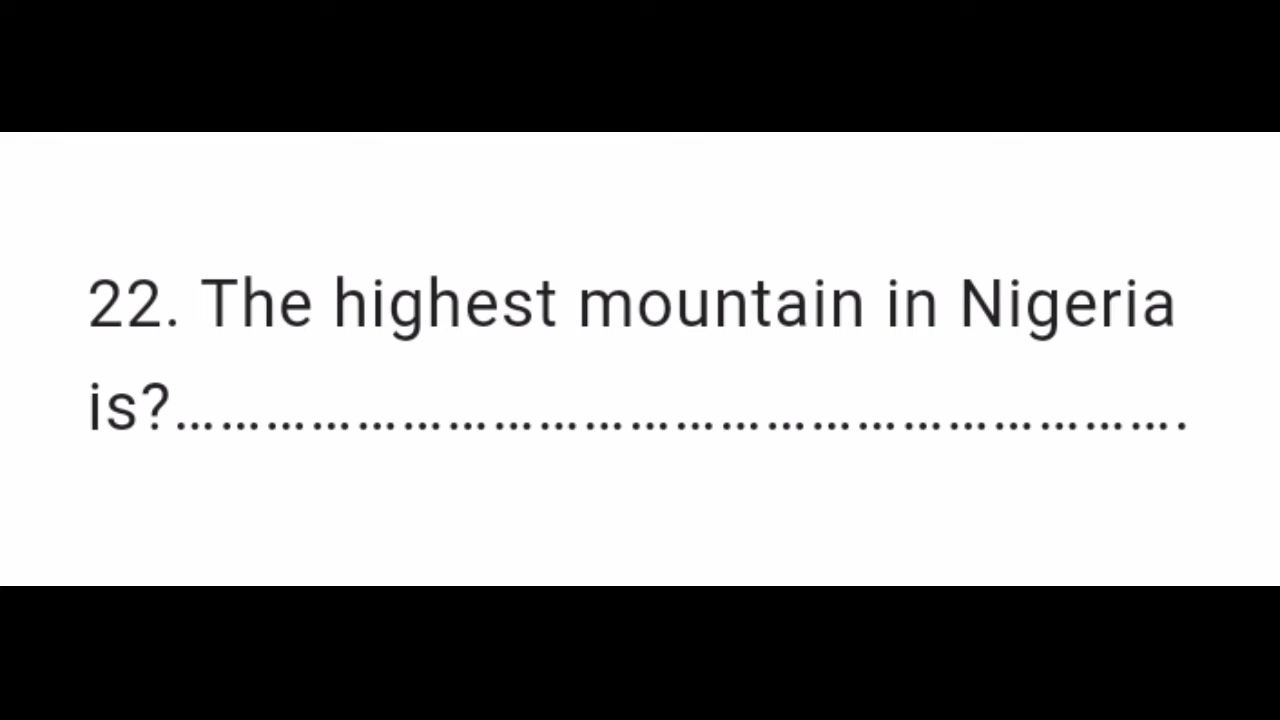 22. The highest mountain in Nigeria
is?……………………………………………………………….